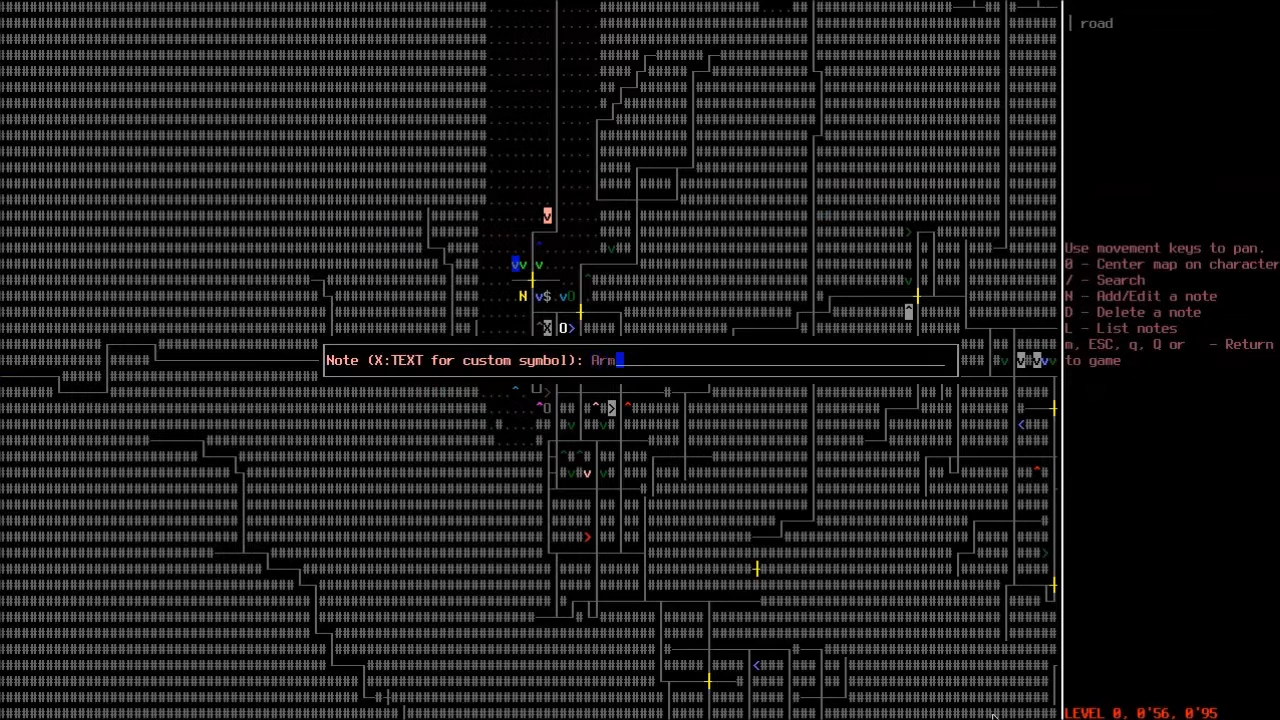 road
Use movement keys to pan.
0 - Center map on character
/ - Search
N - Add/Edit a note
D - Delete a note
L - List notes
m, ESC, q, Q or   - Return
to game
Note (X:TEXT for custom symbol): Arm
LEVEL 0, 0'56, 0'95